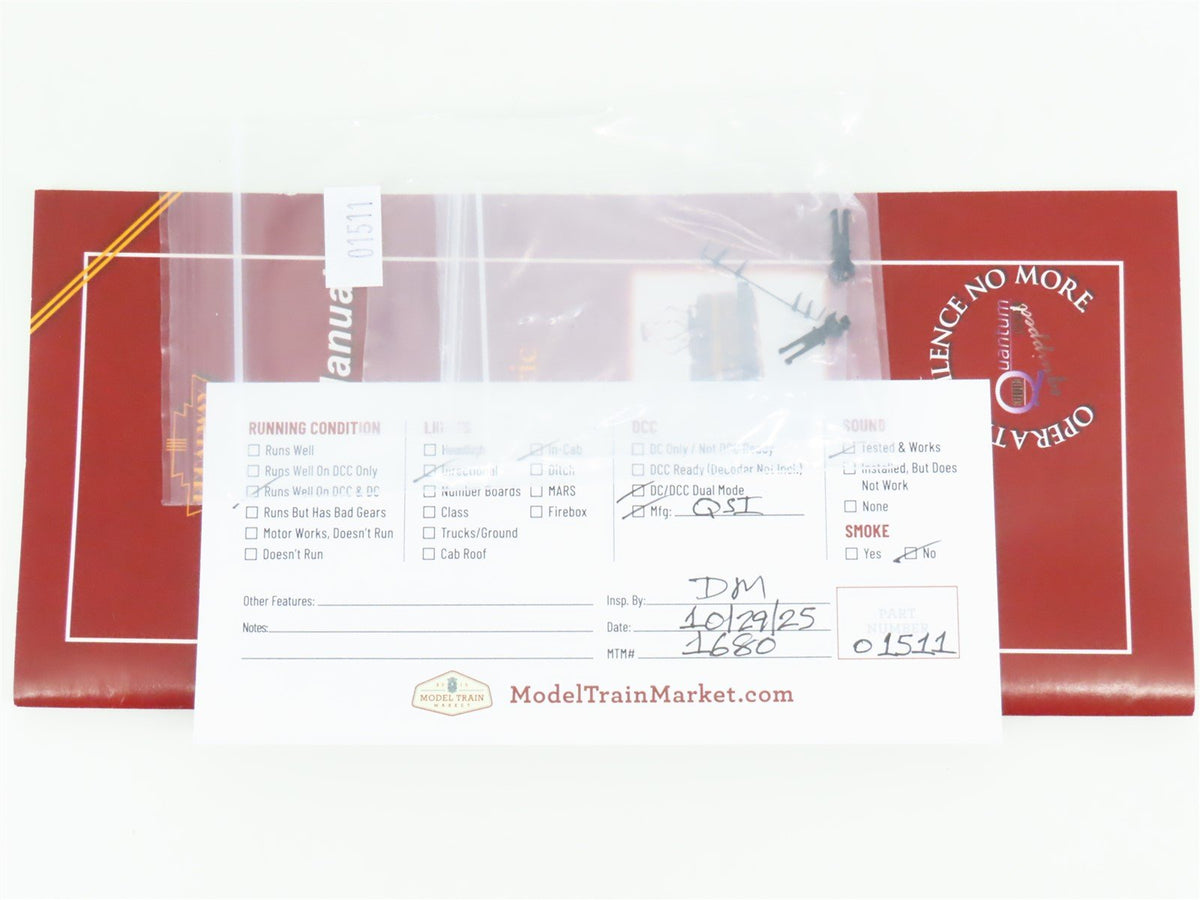 01511
Manual
SILENCE NO MORE
Quantum
Equipped
RUNNING CONDITION
Runs Well
Runs Well On DCC Only
Runs Well On DCC & DC
Runs But Has Bad Gears
Motor Works, Doesn't Run
Doesn't Run
LIGHTS
Headlight
Directional
Number Boards
Class
Trucks/Ground
Cab Roof
In-Cab
Ditch
MARS
Firebox
DCC
DC Only / Not DCC Ready
DCC Ready (Decoder Not Incl.)
DC/DCC Dual Mode
Mfg: QSI
SOUND
Tested & Works
Installed, But Does
Not Work
None
SMOKE
Yes No
Other Features:
Notes:
Insp. By: DM
Date: 10/29/25
MTM# 1680
PART
NUMBER
01511
MODEL TRAIN
MARKET
ModelTrainMarket.com